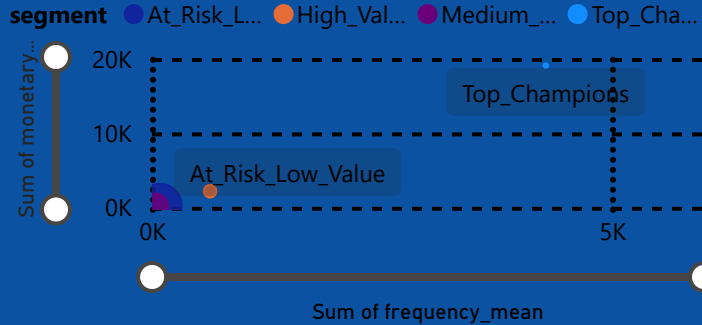 segment At_Risk_L... High_Val... Medium_... Top_Cha...
Sum of monetary...
20K
Top_Champions
10K
At_Risk_Low_Value
0K
0K 5K
Sum of frequency_mean